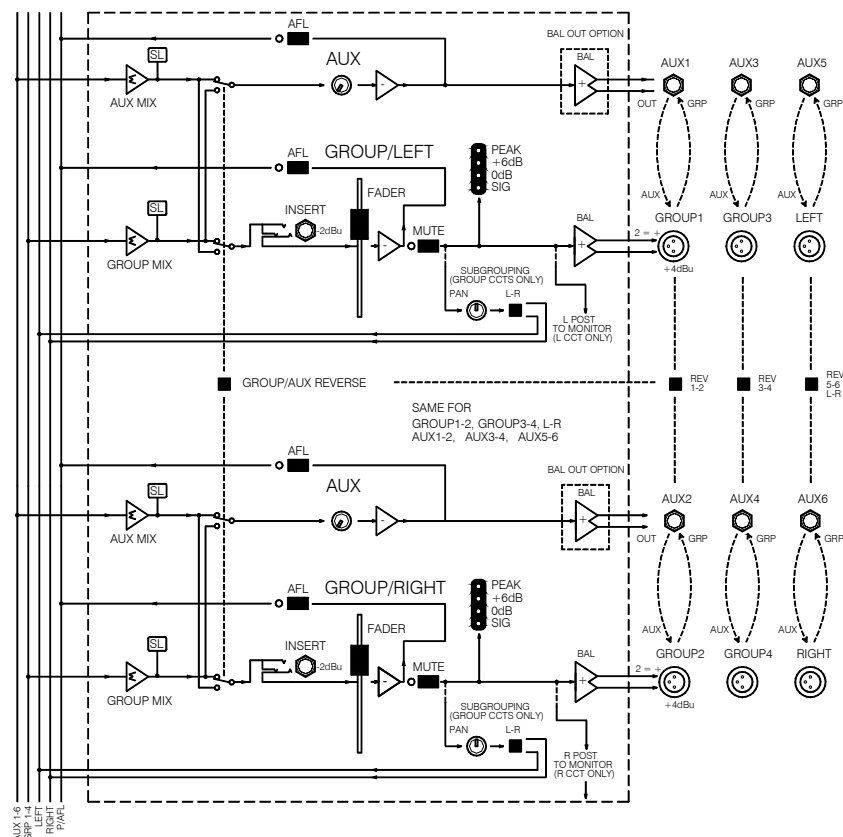 AFL
BAL OUT OPTION
SL
AUX
BAL
AUX1
AUX3
AUX5
AUX MIX
OUT
GRP
GRP
GRP
AFL
GROUP/LEFT
PEAK
+6dB
0dB
SIG
FADER
AUX
AUX
AUX
SL
INSERT
-2dBu
MUTE
BAL
GROUP1
GROUP3
LEFT
2 = +
GROUP MIX
+4dBu
SUBGROUPING
(GROUP CCTS ONLY)
PAN
L-R
L POST
TO MONITOR
(L CCT ONLY)
GROUP/AUX REVERSE
REV
1-2
REV
3-4
REV
5-6
L-R
SAME FOR
GROUP1-2, GROUP3-4, L-R
AUX1-2, AUX3-4, AUX5-6
AFL
BAL OUT OPTION
SL
AUX
BAL
AUX2
AUX4
AUX6
AUX MIX
OUT
GRP
GRP
GRP
AFL
GROUP/RIGHT
PEAK
+6dB
0dB
SIG
FADER
AUX
AUX
AUX
SL
INSERT
-2dBu
MUTE
BAL
GROUP2
GROUP4
RIGHT
2 = +
GROUP MIX
+4dBu
SUBGROUPING
(GROUP CCTS ONLY)
PAN
L-R
R POST
TO MONITOR
(R CCT ONLY)
AUX 1-6
GRP 1-4
LEFT
RIGHT
P/AFL